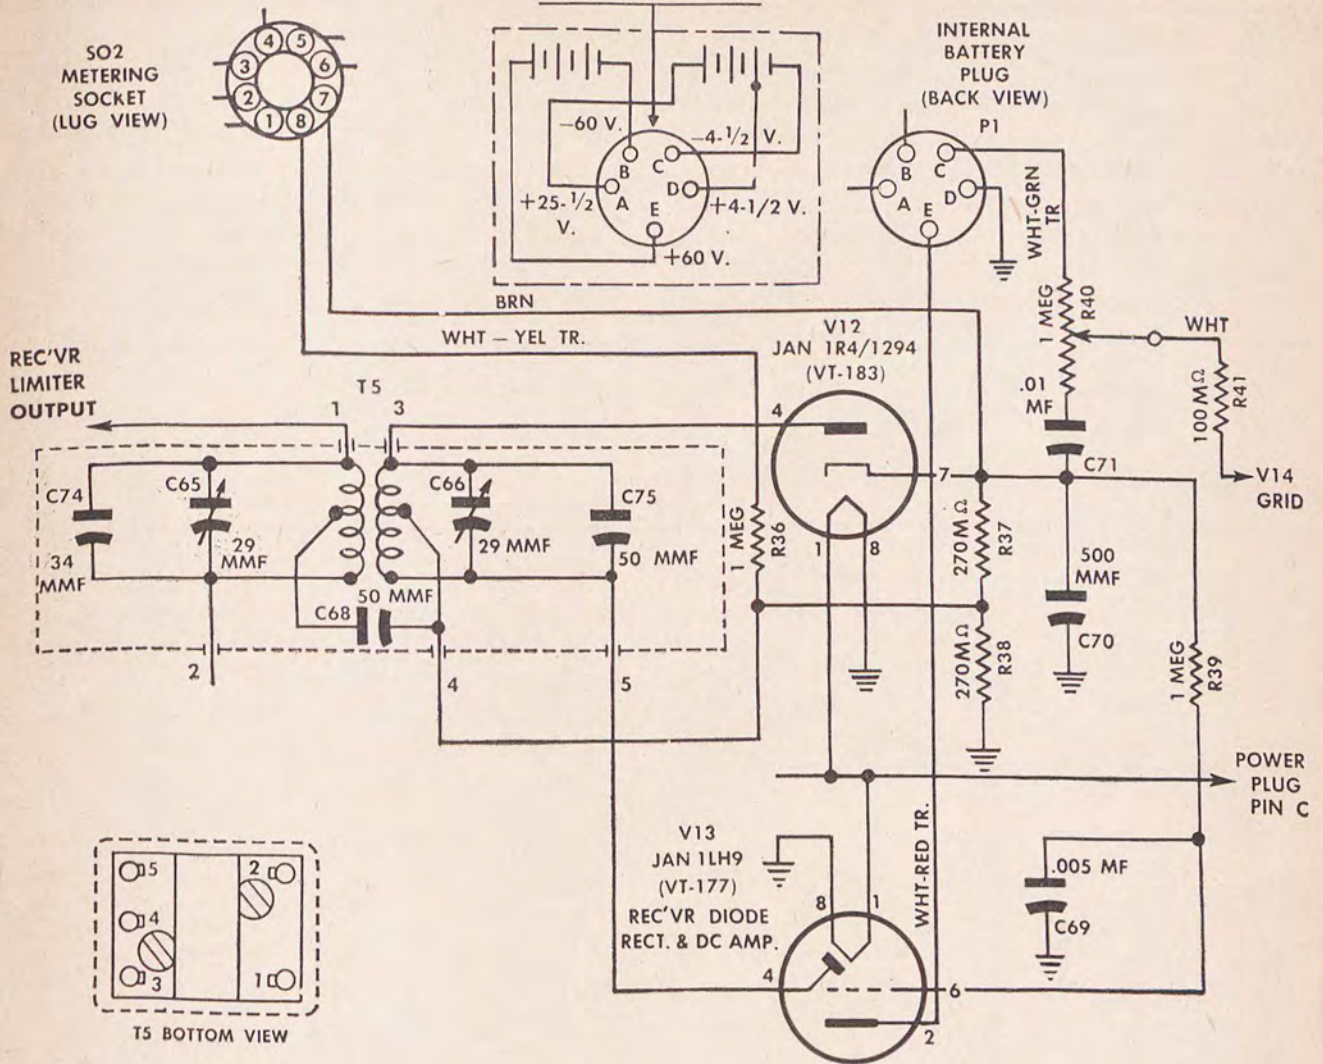 SO2
METERING
SOCKET
(LUG VIEW)
4 5
3 6
2 7
1 8
–60 V.
–4-1/2 V.
B C
A D
E
+25-1/2
V.
+4-1/2 V.
+60 V.
INTERNAL
BATTERY
PLUG
(BACK VIEW)
P1
B C
A D
E
WHT-GRN
TR
1 MEG
R40
WHT
100MΩ
R41
V14
GRID
.01
MF
C71
BRN
WHT – YEL TR.
V12
JAN 1R4/1294
(VT-183)
REC'VR
LIMITER
OUTPUT
T5
1 3
4
7
1 8
C74
34
MMF
C65
29
MMF
C66
29 MMF
C75
50 MMF
C68
50 MMF
2
4
5
1 MEG
R36
270MΩ
R37
270MΩ
R38
500
MMF
C70
1 MEG
R39
POWER
PLUG
PIN C
WHT-RED TR.
V13
JAN 1LH9
(VT-177)
REC'VR DIODE
RECT. & DC AMP.
8 1
4
6
2
.005 MF
C69
5
4
3
2
1
T5 BOTTOM VIEW